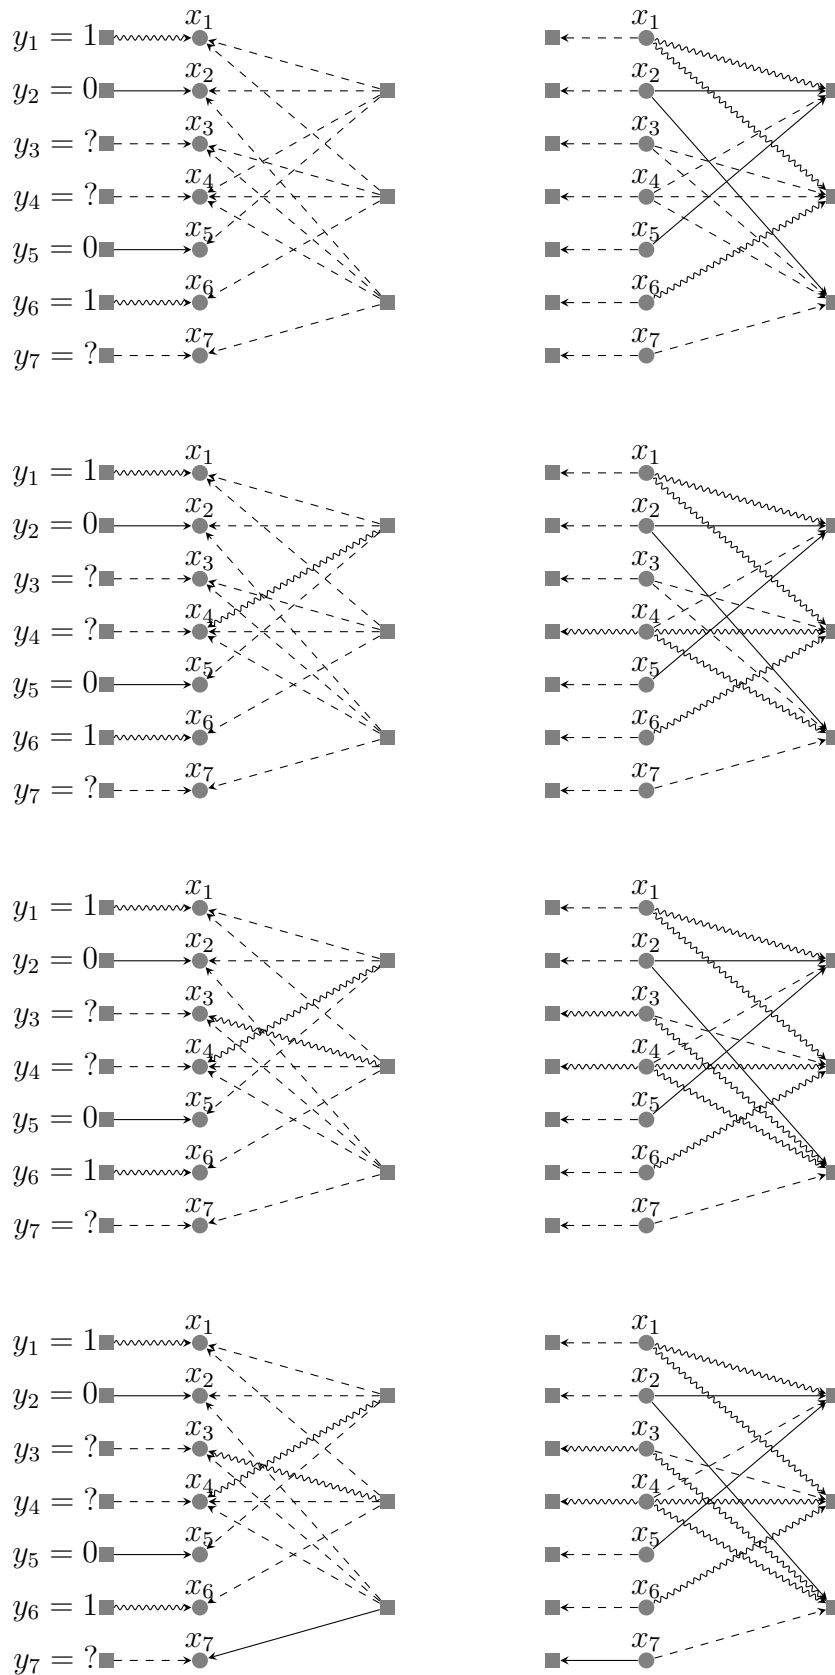 x₁ x₁
y₁ = 1
x₂ x₂
y₂ = 0
x₃ x₃
y₃ = ?
x₄ x₄
y₄ = ?
x₅ x₅
y₅ = 0
x₆ x₆
y₆ = 1
x₇ x₇
y₇ = ?
x₁ x₁
y₁ = 1
x₂ x₂
y₂ = 0
x₃ x₃
y₃ = ?
x₄ x₄
y₄ = ?
x₅ x₅
y₅ = 0
x₆ x₆
y₆ = 1
x₇ x₇
y₇ = ?
x₁ x₁
y₁ = 1
x₂ x₂
y₂ = 0
x₃ x₃
y₃ = ?
x₄ x₄
y₄ = ?
x₅ x₅
y₅ = 0
x₆ x₆
y₆ = 1
x₇ x₇
y₇ = ?
x₁ x₁
y₁ = 1
x₂ x₂
y₂ = 0
x₃ x₃
y₃ = ?
x₄ x₄
y₄ = ?
x₅ x₅
y₅ = 0
x₆ x₆
y₆ = 1
x₇ x₇
y₇ = ?